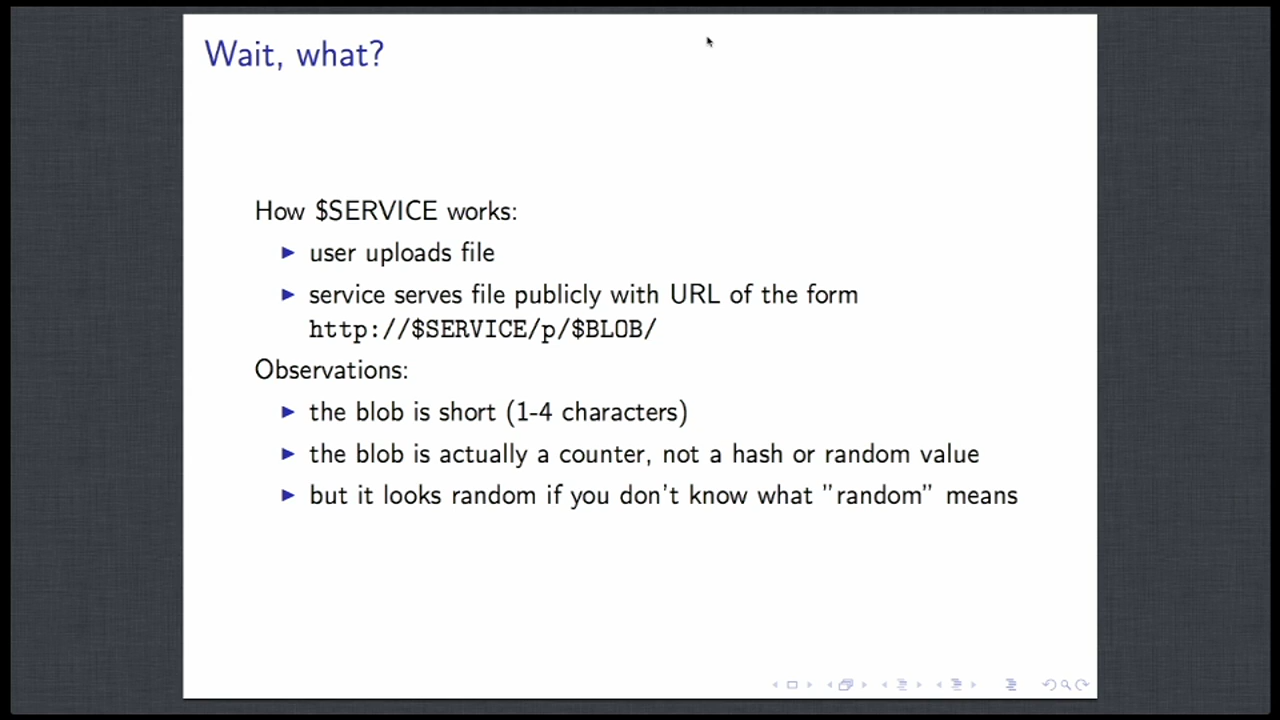 Wait, what?
How $SERVICE works:
user uploads file
service serves file publicly with URL of the form
http://$SERVICE/p/$BLOB/
Observations:
the blob is short (1-4 characters)
the blob is actually a counter, not a hash or random value
but it looks random if you don't know what "random" means